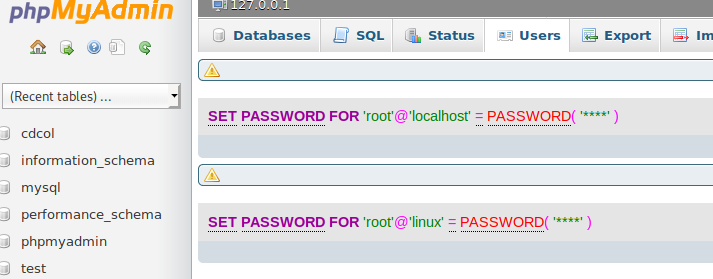 phpMyAdmin
127.0.0.1
Databases SQL Status Users Export Im
(Recent tables) ...
SET PASSWORD FOR 'root'@'localhost' = PASSWORD( '****' )
cdcol
information_schema
mysql
performance_schema
SET PASSWORD FOR 'root'@'linux' = PASSWORD( '****' )
phpmyadmin
test